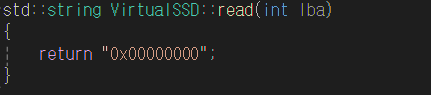 std::string VirtualSSD::read(int lba)
{
    return "0x00000000";
}